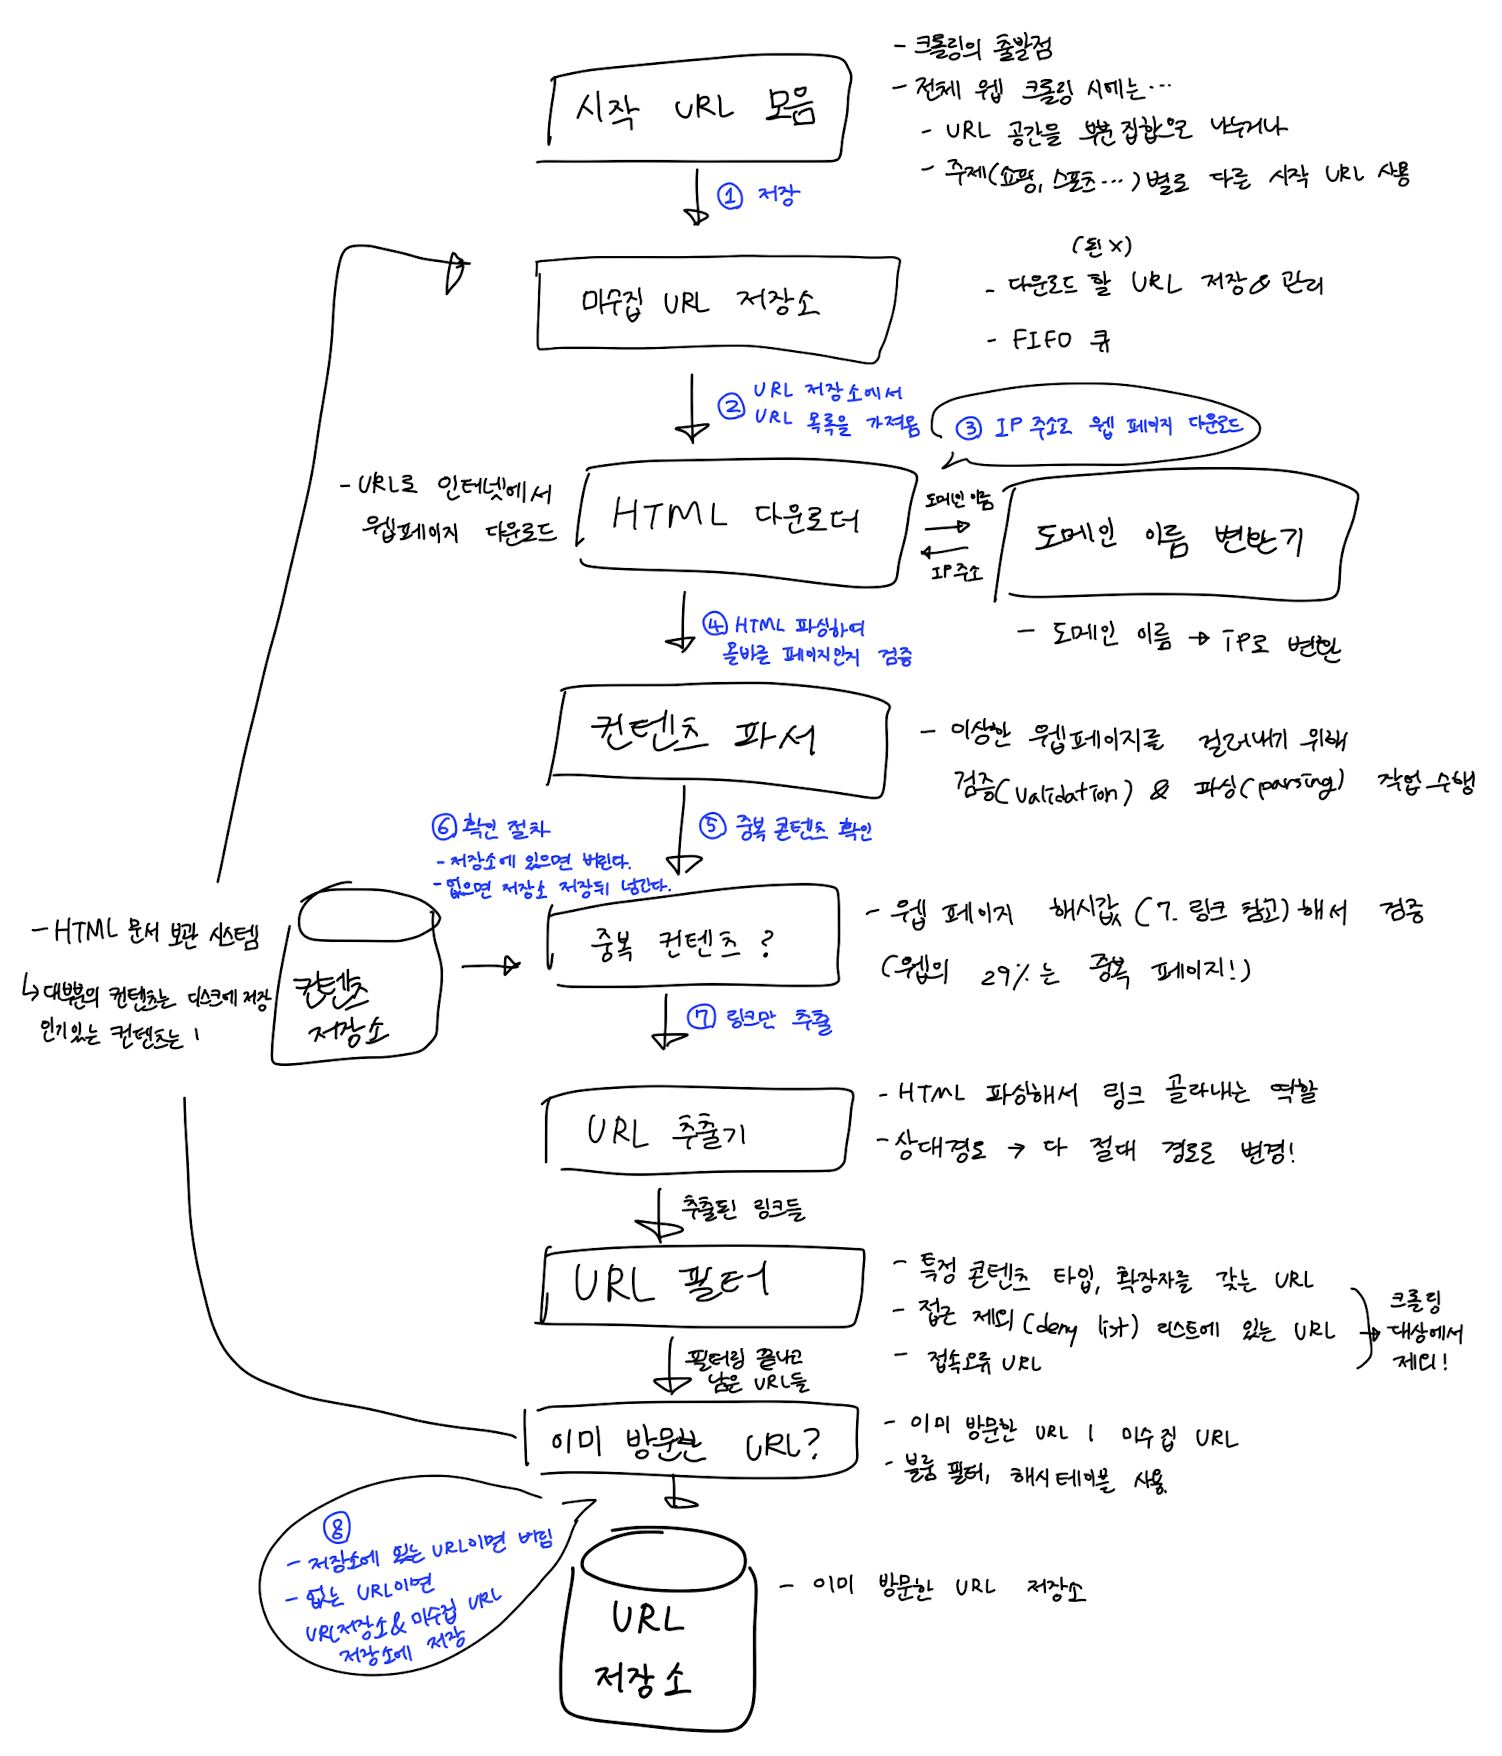 시작 URL 모음
- 크롤링의 출발점
- 전체 웹 크롤링 시에는…
- URL 공간을 부분집합으로 나누거나
- 주제(쇼핑, 스포츠…)별로 다른 시작 URL 사용
① 저장
미수집 URL 저장소
(된 X)
- 다운로드 할 URL 저장 & 관리
- FIFO 큐
② URL 저장소에서
URL 목록을 가져옴
③ IP 주소로 웹 페이지 다운로드
- URL로 인터넷에서
웹페이지 다운로드
HTML 다운로더
도메인 이름
IP주소
도메인 이름 변환기
- 도메인 이름 → IP로 변환
④ HTML 파싱하여
올바른 페이지인지 검증
컨텐츠 파서
- 이상한 웹페이지를 걸러내기 위해
검증(validation) & 파싱(parsing) 작업 수행
⑤ 중복 콘텐츠 확인
⑥ 확인 절차
- 저장소에 있으면 버린다.
- 없으면 저장소 저장뒤 넘긴다.
- HTML 문서 보관 시스템
↳ 대부분의 컨텐츠는 디스크에 저장
인기있는 컨텐츠는
컨텐츠
저장소
중복 컨텐츠 ?
- 웹 페이지 해시값 (7. 링크 참고) 해서 검증
(웹의 29%는 중복 페이지!)
⑦ 링크만 추출
URL 추출기
- HTML 파싱해서 링크 골라내는 역할
- 상대경로 → 다 절대 경로로 변경!
추출된 링크들
URL 필터
- 특정 콘텐츠 타입, 확장자를 갖는 URL
- 접근 제외 (deny list) 리스트에 있는 URL
- 접속오류 URL
→ 크롤링
대상에서
제외!
필터링 끝나고
남은 URL들
이미 방문한 URL?
- 이미 방문한 URL | 미수집 URL
- 블룸 필터, 해시테이블 사용.
⑧
- 저장소에 있는 URL이면 버림
- 없는 URL이면
URL저장소 & 미수집 URL
저장소에 저장
URL
저장소
- 이미 방문한 URL 저장소